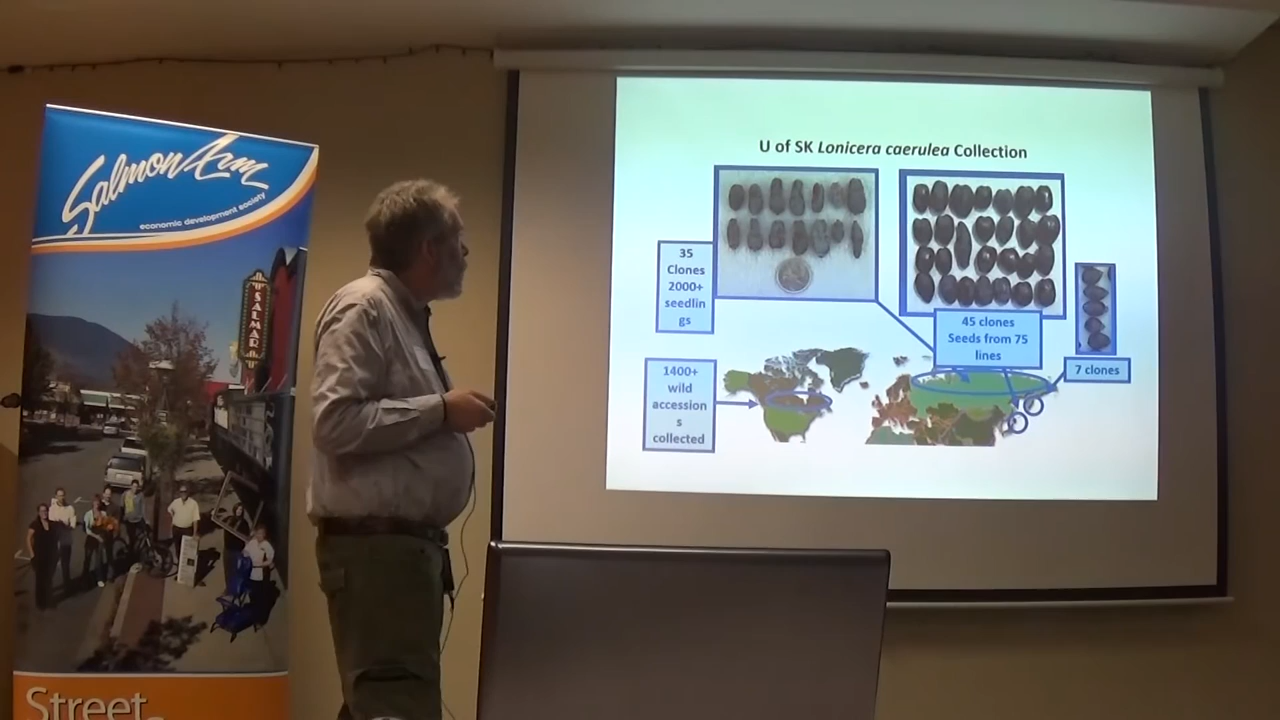 Salmon Arm
economic development society
SALMAR
Street
U of SK Lonicera caerulea Collection
35
Clones
2000+
seedlin
gs
45 clones
Seeds from 75
lines
7 clones
1400+
wild
accession
s
collected